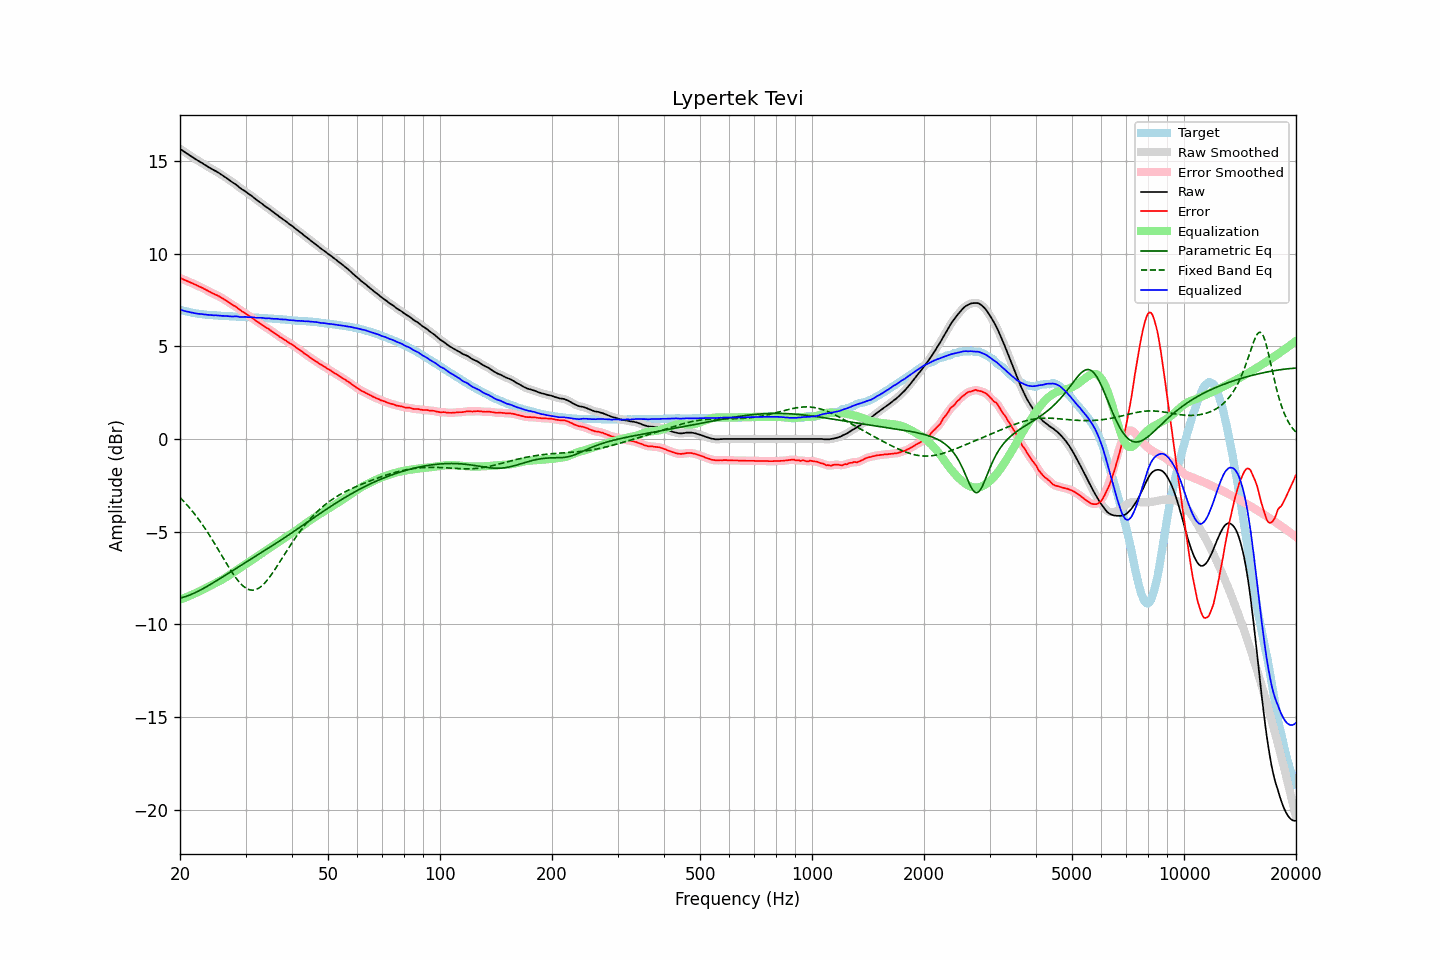 Lypertek Tevi
Amplitude (dBr)
15
10
5
0
−5
−10
−15
−20
Target
Raw Smoothed
Error Smoothed
Raw
Error
Equalization
Parametric Eq
Fixed Band Eq
Equalized
20
50
100
200
500
1000
2000
5000
10000
20000
Frequency (Hz)